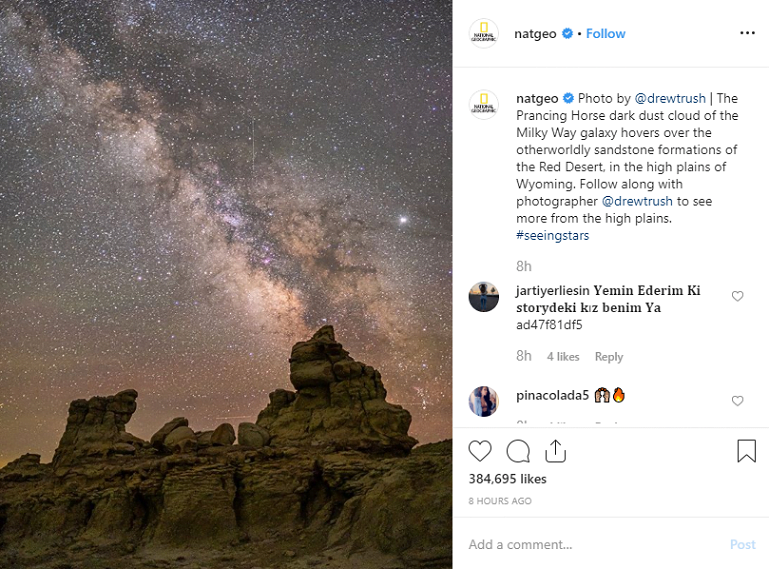 NATIONAL
GEOGRAPHIC
natgeo • Follow
NATIONAL
GEOGRAPHIC
natgeo Photo by @drewtrush | The
Prancing Horse dark dust cloud of the
Milky Way galaxy hovers over the
otherworldly sandstone formations of
the Red Desert, in the high plains of
Wyoming. Follow along with
photographer @drewtrush to see
more from the high plains.
#seeingstars
8h
jartiyerliesin Yemin Ederim Ki
storydeki kız benim Ya
ad47f81df5
8h 4 likes Reply
pinacolada5 🙌🏽🔥
384,695 likes
8 HOURS AGO
Add a comment... Post